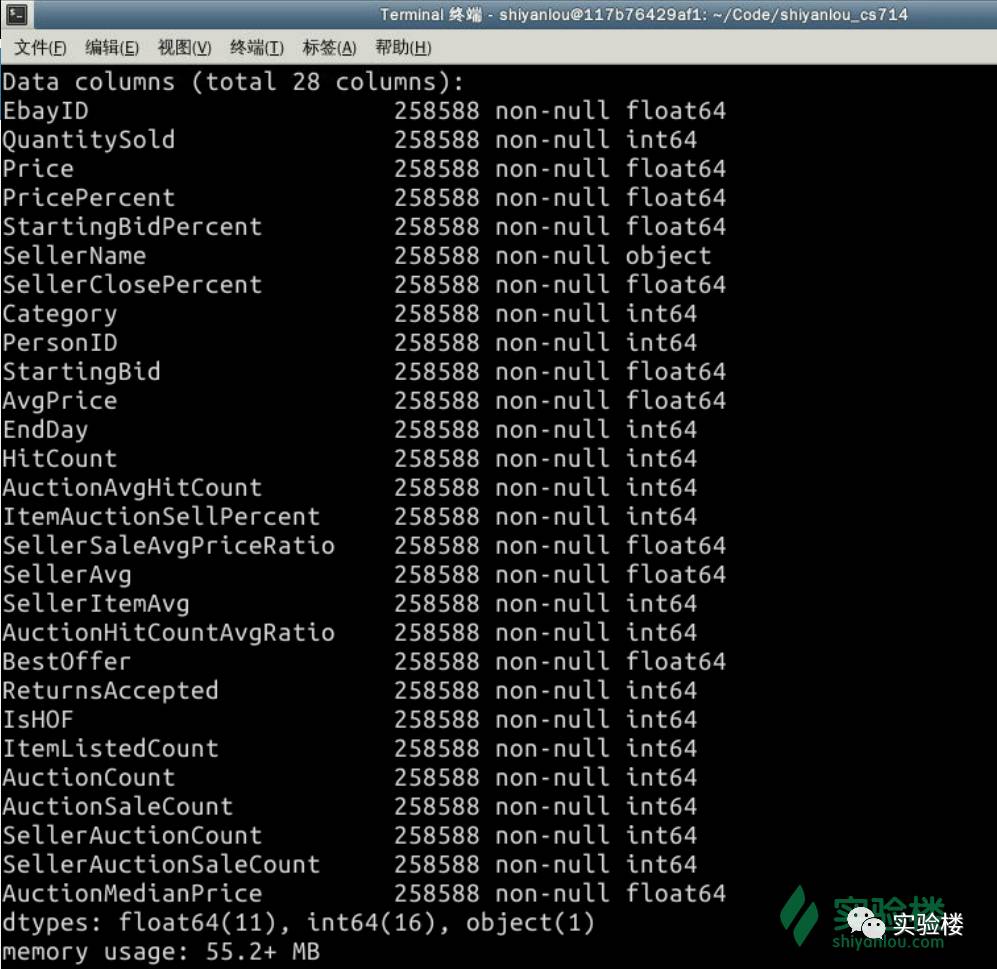 Terminal 终端 - shiyanlou@117b76429af1: ~/Code/shiyanlou_cs714
文件(F) 编辑(E) 视图(V) 终端(T) 标签(A) 帮助(H)
Data columns (total 28 columns):
EbayID 258588 non-null float64
QuantitySold 258588 non-null int64
Price 258588 non-null float64
PricePercent 258588 non-null float64
StartingBidPercent 258588 non-null float64
SellerName 258588 non-null object
SellerClosePercent 258588 non-null float64
Category 258588 non-null int64
PersonID 258588 non-null int64
StartingBid 258588 non-null float64
AvgPrice 258588 non-null float64
EndDay 258588 non-null int64
HitCount 258588 non-null int64
AuctionAvgHitCount 258588 non-null int64
ItemAuctionSellPercent 258588 non-null int64
SellerSaleAvgPriceRatio 258588 non-null float64
SellerAvg 258588 non-null float64
SellerItemAvg 258588 non-null int64
AuctionHitCountAvgRatio 258588 non-null int64
BestOffer 258588 non-null float64
ReturnsAccepted 258588 non-null int64
IsHOF 258588 non-null int64
ItemListedCount 258588 non-null int64
AuctionCount 258588 non-null int64
AuctionSaleCount 258588 non-null int64
SellerAuctionCount 258588 non-null int64
SellerAuctionSaleCount 258588 non-null int64
AuctionMedianPrice 258588 non-null float64
dtypes: float64(11), int64(16), object(1)
memory usage: 55.2+ MB
实验楼
实验楼
shiyanlou.com